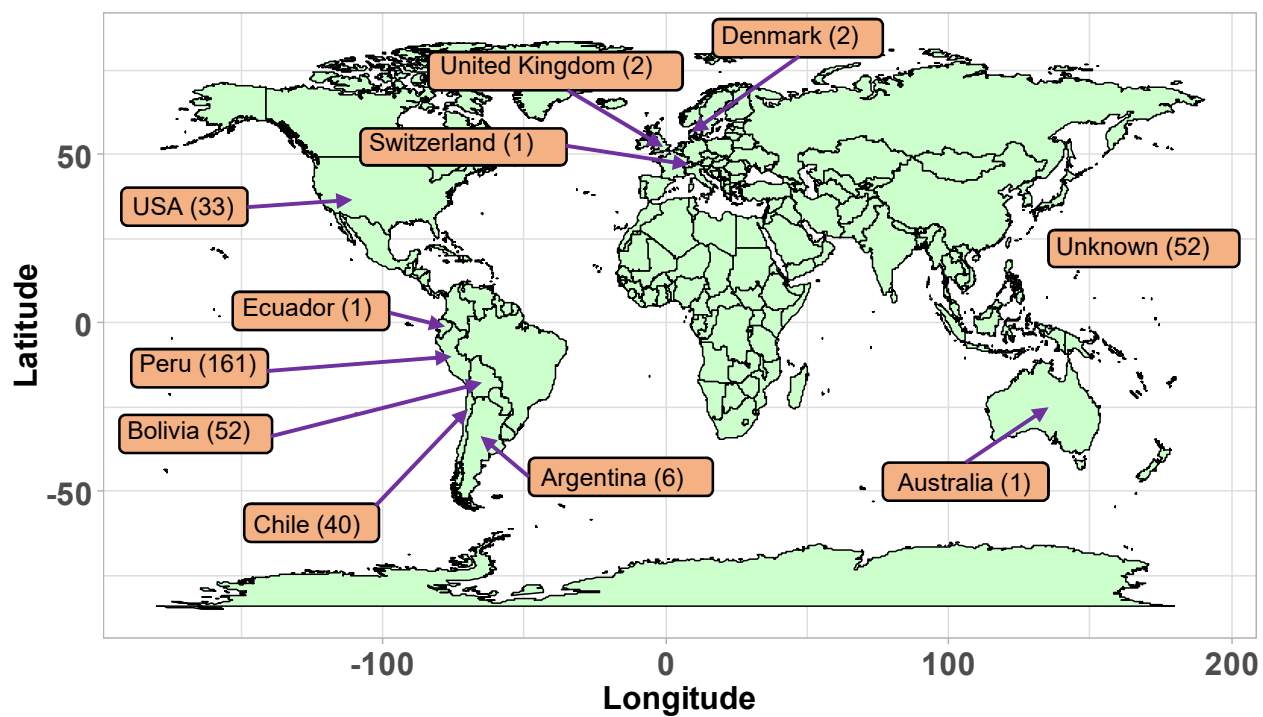 Denmark (2)
United Kingdom (2)
Switzerland (1)
USA (33)
Unknown (52)
Ecuador (1)
Peru (161)
Bolivia (52)
Argentina (6)
Australia (1)
Chile (40)
Latitude
50
0
-50
-100
0
100
200
Longitude